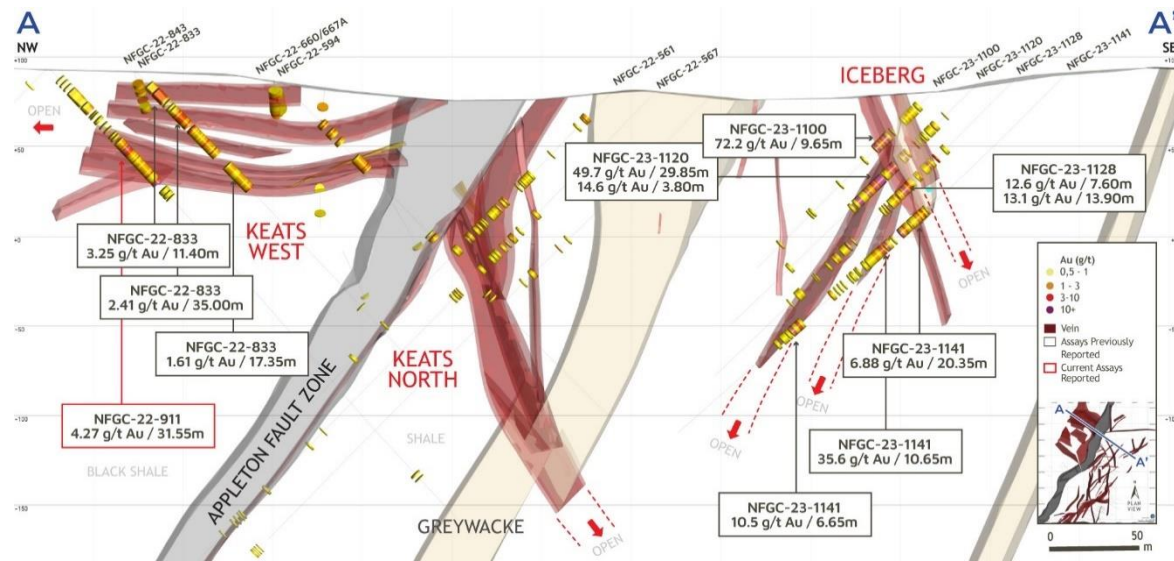 A
NW
A'
SE
NFGC-22-843
NFGC-22-833
NFGC-22-660/667A
NFGC-22-594
NFGC-22-561
NFGC-22-567
ICEBERG
NFGC-23-1100
NFGC-23-1120
NFGC-23-1128
NFGC-23-1141
+100
OPEN
+50
NFGC-23-1100
72.2 g/t Au / 9.65m
NFGC-23-1120
49.7 g/t Au / 29.85m
14.6 g/t Au / 3.80m
NFGC-23-1128
12.6 g/t Au / 7.60m
13.1 g/t Au / 13.90m
KEATS
WEST
+0
NFGC-22-833
3.25 g/t Au / 11.40m
NFGC-22-833
2.41 g/t Au / 35.00m
NFGC-22-833
1.61 g/t Au / 17.35m
NFGC-22-911
4.27 g/t Au / 31.55m
-50
-100
-150
BLACK SHALE
APPLETON FAULT ZONE
KEATS
NORTH
SHALE
GREYWACKE
OPEN
OPEN
OPEN
OPEN
NFGC-23-1141
6.88 g/t Au / 20.35m
NFGC-23-1141
35.6 g/t Au / 10.65m
NFGC-23-1141
10.5 g/t Au / 6.65m
Au (g/t)
0,5 - 1
1 - 3
3-10
10+
Vein
Assays Previously
Reported
Current Assays
Reported
A
A'
N
PLAN
VIEW
0 50
m